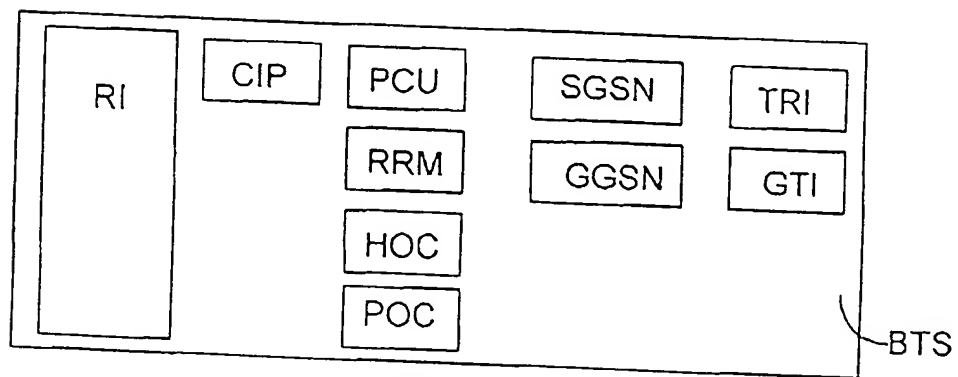 RI
CIP
PCU
SGSN
TRI
RRM
GGSN
GTI
HOC
POC
BTS